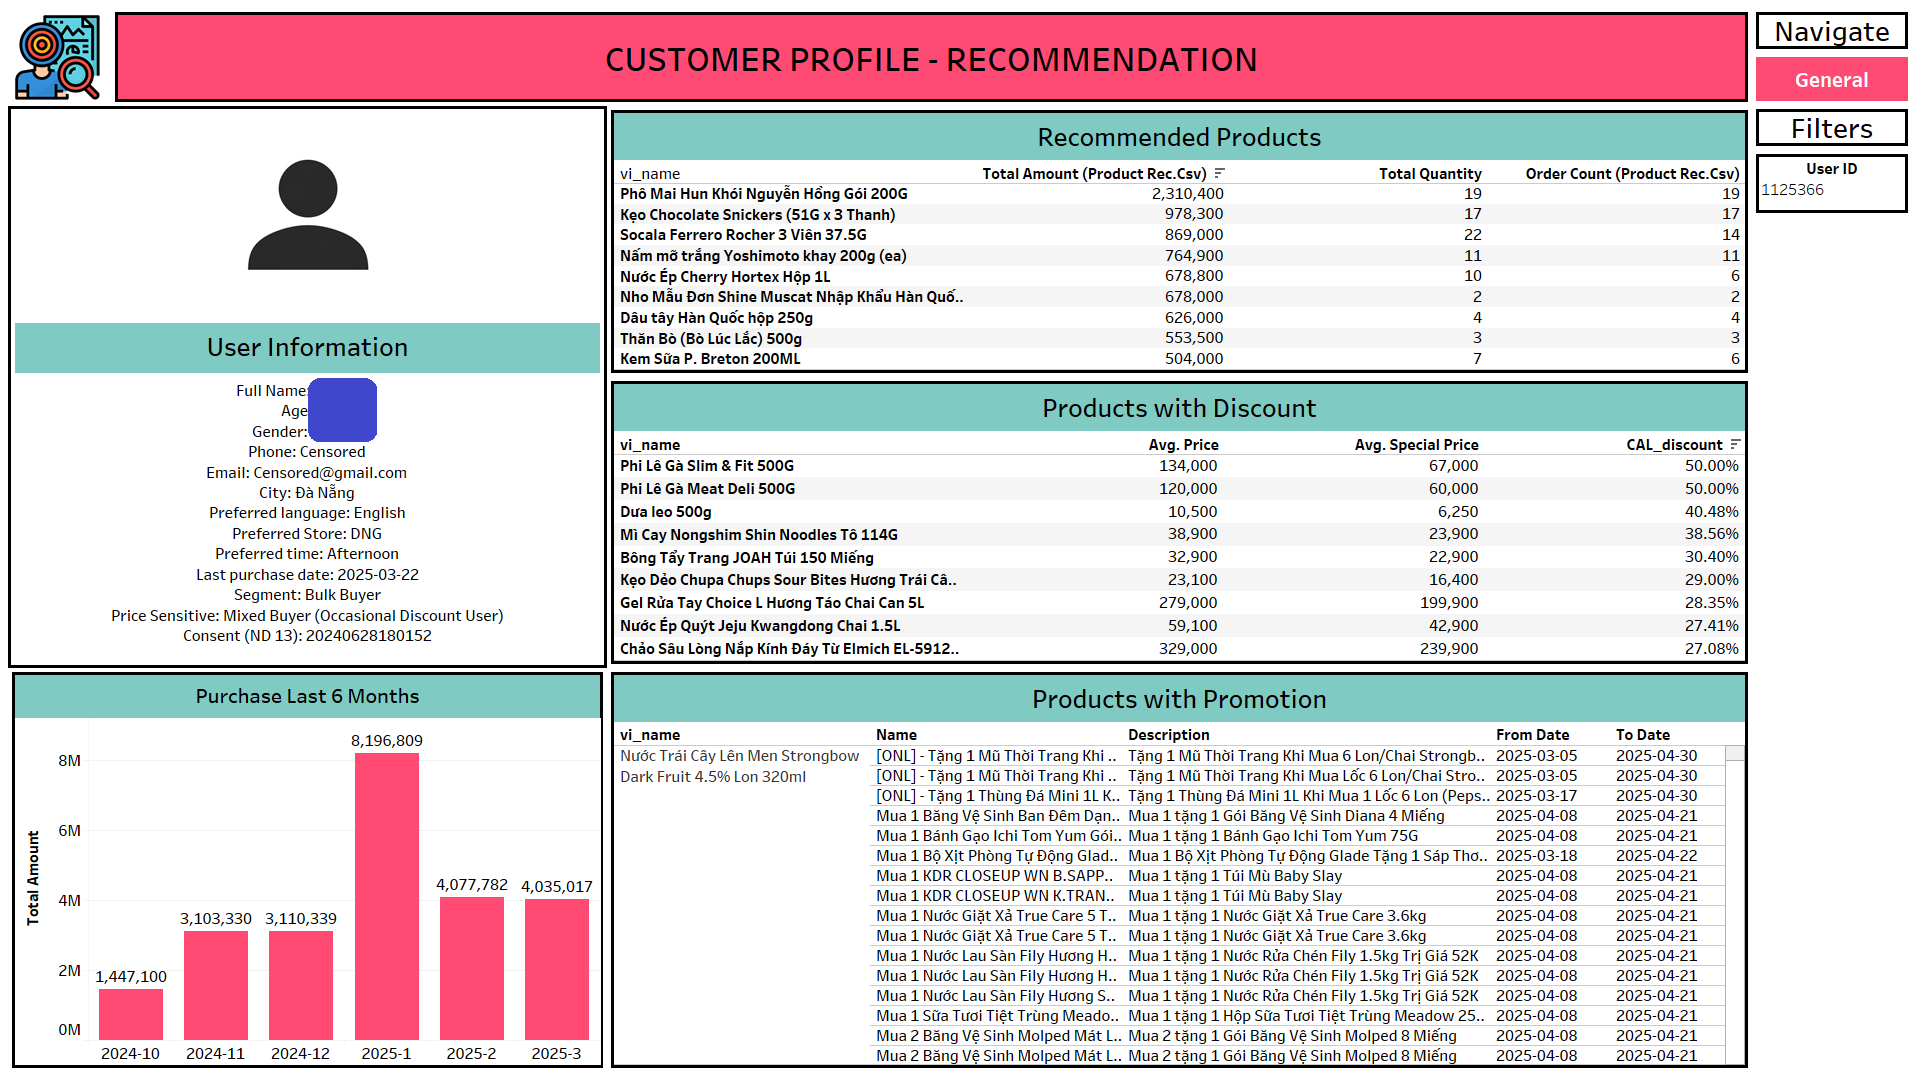 CUSTOMER PROFILE - RECOMMENDATION
Navigate
General
Filters
User ID
1125366
User Information
Full Name:
Age
Gender:
Phone: Censored
Email: Censored@gmail.com
City: Đà Nẵng
Preferred language: English
Preferred Store: DNG
Preferred time: Afternoon
Last purchase date: 2025-03-22
Segment: Bulk Buyer
Price Sensitive: Mixed Buyer (Occasional Discount User)
Consent (ND 13): 20240628180152
Recommended Products
vi_name Total Amount (Product Rec.Csv) Total Quantity Order Count (Product Rec.Csv)
Phô Mai Hun Khói Nguyễn Hồng Gói 200G 2,310,400 19 19
Kẹo Chocolate Snickers (51G x 3 Thanh) 978,300 17 17
Socala Ferrero Rocher 3 Viên 37.5G 869,000 22 14
Nấm mỡ trắng Yoshimoto khay 200g (ea) 764,900 11 11
Nước Ép Cherry Hortex Hộp 1L 678,800 10 6
Nho Mẫu Đơn Shine Muscat Nhập Khẩu Hàn Quố.. 678,000 2 2
Dâu tây Hàn Quốc hộp 250g 626,000 4 4
Thăn Bò (Bò Lúc Lắc) 500g 553,500 3 3
Kem Sữa P. Breton 200ML 504,000 7 6
Products with Discount
vi_name Avg. Price Avg. Special Price CAL_discount
Phi Lê Gà Slim & Fit 500G 134,000 67,000 50.00%
Phi Lê Gà Meat Deli 500G 120,000 60,000 50.00%
Dưa leo 500g 10,500 6,250 40.48%
Mì Cay Nongshim Shin Noodles Tô 114G 38,900 23,900 38.56%
Bông Tẩy Trang JOAH Túi 150 Miếng 32,900 22,900 30.40%
Kẹo Dẻo Chupa Chups Sour Bites Hương Trái Câ.. 23,100 16,400 29.00%
Gel Rửa Tay Choice L Hương Táo Chai Can 5L 279,000 199,900 28.35%
Nước Ép Quýt Jeju Kwangdong Chai 1.5L 59,100 42,900 27.41%
Chảo Sâu Lòng Nắp Kính Đáy Từ Elmich EL-5912.. 329,000 239,900 27.08%
Purchase Last 6 Months
Total Amount
8M
6M
4M
2M
0M
1,447,100
3,103,330
3,110,339
8,196,809
4,077,782
4,035,017
2024-10 2024-11 2024-12 2025-1 2025-2 2025-3
Products with Promotion
vi_name Name Description From Date To Date
Nước Trái Cây Lên Men Strongbow [ONL] - Tặng 1 Mũ Thời Trang Khi .. Tặng 1 Mũ Thời Trang Khi Mua 6 Lon/Chai Strongb.. 2025-03-05 2025-04-30
Dark Fruit 4.5% Lon 320ml [ONL] - Tặng 1 Mũ Thời Trang Khi .. Tặng 1 Mũ Thời Trang Khi Mua Lốc 6 Lon/Chai Stro.. 2025-03-05 2025-04-30
[ONL] - Tặng 1 Thùng Đá Mini 1L K.. Tặng 1 Thùng Đá Mini 1L Khi Mua 1 Lốc 6 Lon (Peps.. 2025-03-17 2025-04-30
Mua 1 Băng Vệ Sinh Ban Đêm Dạn.. Mua 1 tặng 1 Gói Băng Vệ Sinh Diana 4 Miếng 2025-04-08 2025-04-21
Mua 1 Bánh Gạo Ichi Tom Yum Gói.. Mua 1 tặng 1 Bánh Gạo Ichi Tom Yum 75G 2025-04-08 2025-04-21
Mua 1 Bộ Xịt Phòng Tự Động Glad.. Mua 1 Bộ Xịt Phòng Tự Động Glade Tặng 1 Sáp Thơ.. 2025-03-18 2025-04-22
Mua 1 KDR CLOSEUP WN B.SAPP.. Mua 1 tặng 1 Túi Mù Baby Slay 2025-04-08 2025-04-21
Mua 1 KDR CLOSEUP WN K.TRAN.. Mua 1 tặng 1 Túi Mù Baby Slay 2025-04-08 2025-04-21
Mua 1 Nước Giặt Xả True Care 5 T.. Mua 1 tặng 1 Nước Giặt Xả True Care 3.6kg 2025-04-08 2025-04-21
Mua 1 Nước Giặt Xả True Care 5 T.. Mua 1 tặng 1 Nước Giặt Xả True Care 3.6kg 2025-04-08 2025-04-21
Mua 1 Nước Lau Sàn Fily Hương H.. Mua 1 tặng 1 Nước Rửa Chén Fily 1.5kg Trị Giá 52K 2025-04-08 2025-04-21
Mua 1 Nước Lau Sàn Fily Hương H.. Mua 1 tặng 1 Nước Rửa Chén Fily 1.5kg Trị Giá 52K 2025-04-08 2025-04-21
Mua 1 Nước Lau Sàn Fily Hương S.. Mua 1 tặng 1 Nước Rửa Chén Fily 1.5kg Trị Giá 52K 2025-04-08 2025-04-21
Mua 1 Sữa Tươi Tiệt Trùng Meado.. Mua 1 tặng 1 Hộp Sữa Tươi Tiệt Trùng Meadow 25.. 2025-04-08 2025-04-21
Mua 2 Băng Vệ Sinh Molped Mát L.. Mua 2 tặng 1 Gói Băng Vệ Sinh Molped 8 Miếng 2025-04-08 2025-04-21
Mua 2 Băng Vệ Sinh Molped Mát L.. Mua 2 tặng 1 Gói Băng Vệ Sinh Molped 8 Miếng 2025-04-08 2025-04-21